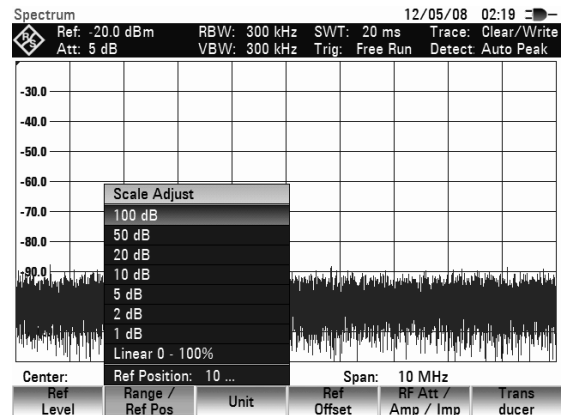 Spectrum 12/05/08 02:19
Ref: -20.0 dBm RBW: 300 kHz SWT: 20 ms Trace: Clear/Write
Att: 5 dB VBW: 300 kHz Trig: Free Run Detect: Auto Peak
-30.0
-40.0
-50.0
-60.0
Scale Adjust
-70.0
100 dB
50 dB
-80.0
20 dB
-90.0
10 dB
5 dB
2 dB
1 dB
Linear 0 - 100%
Center: Ref Position: 10 ... Span: 10 MHz
Ref Level
Range / Ref Pos
Unit
Ref Offset
RF Att / Amp / Imp
Trans ducer